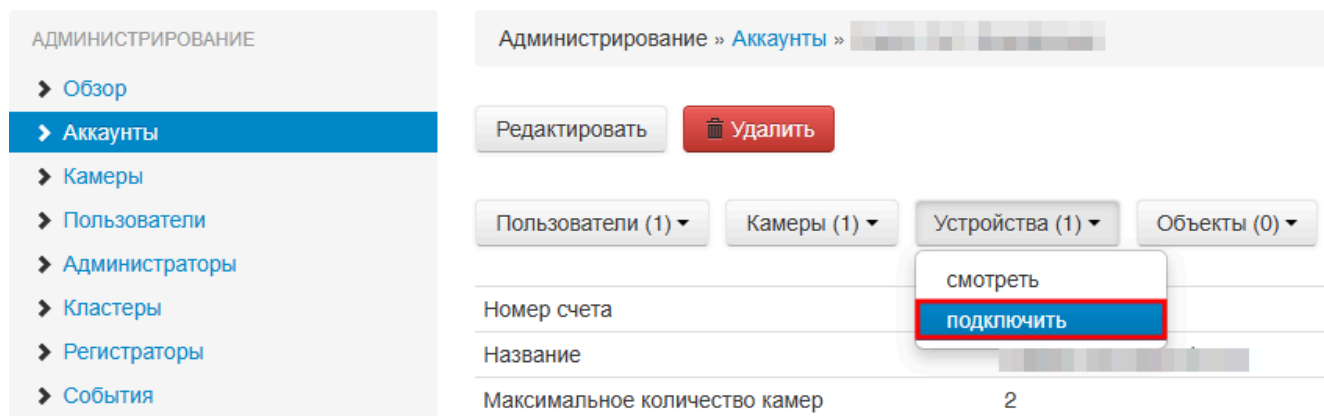 АДМИНИСТРИРОВАНИЕ
Обзор
Аккаунты
Камеры
Пользователи
Администраторы
Кластеры
Регистраторы
События
Администрирование » Аккаунты »
Редактировать Удалить
Пользователи (1) Камеры (1) Устройства (1) Объекты (0)
смотреть
подключить
Номер счета
Название
Максимальное количество камер 2